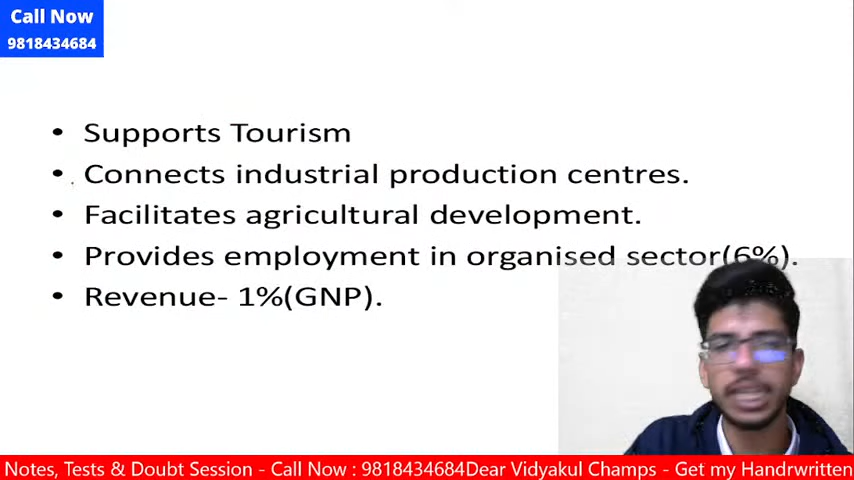 Call Now
9818434684
• Supports Tourism
• Connects industrial production centres.
• Facilitates agricultural development.
• Provides employment in organised sector(6%).
• Revenue- 1%(GNP).
Notes, Tests & Doubt Session - Call Now : 9818434684Dear Vidyakul Champs - Get my Handrwritten